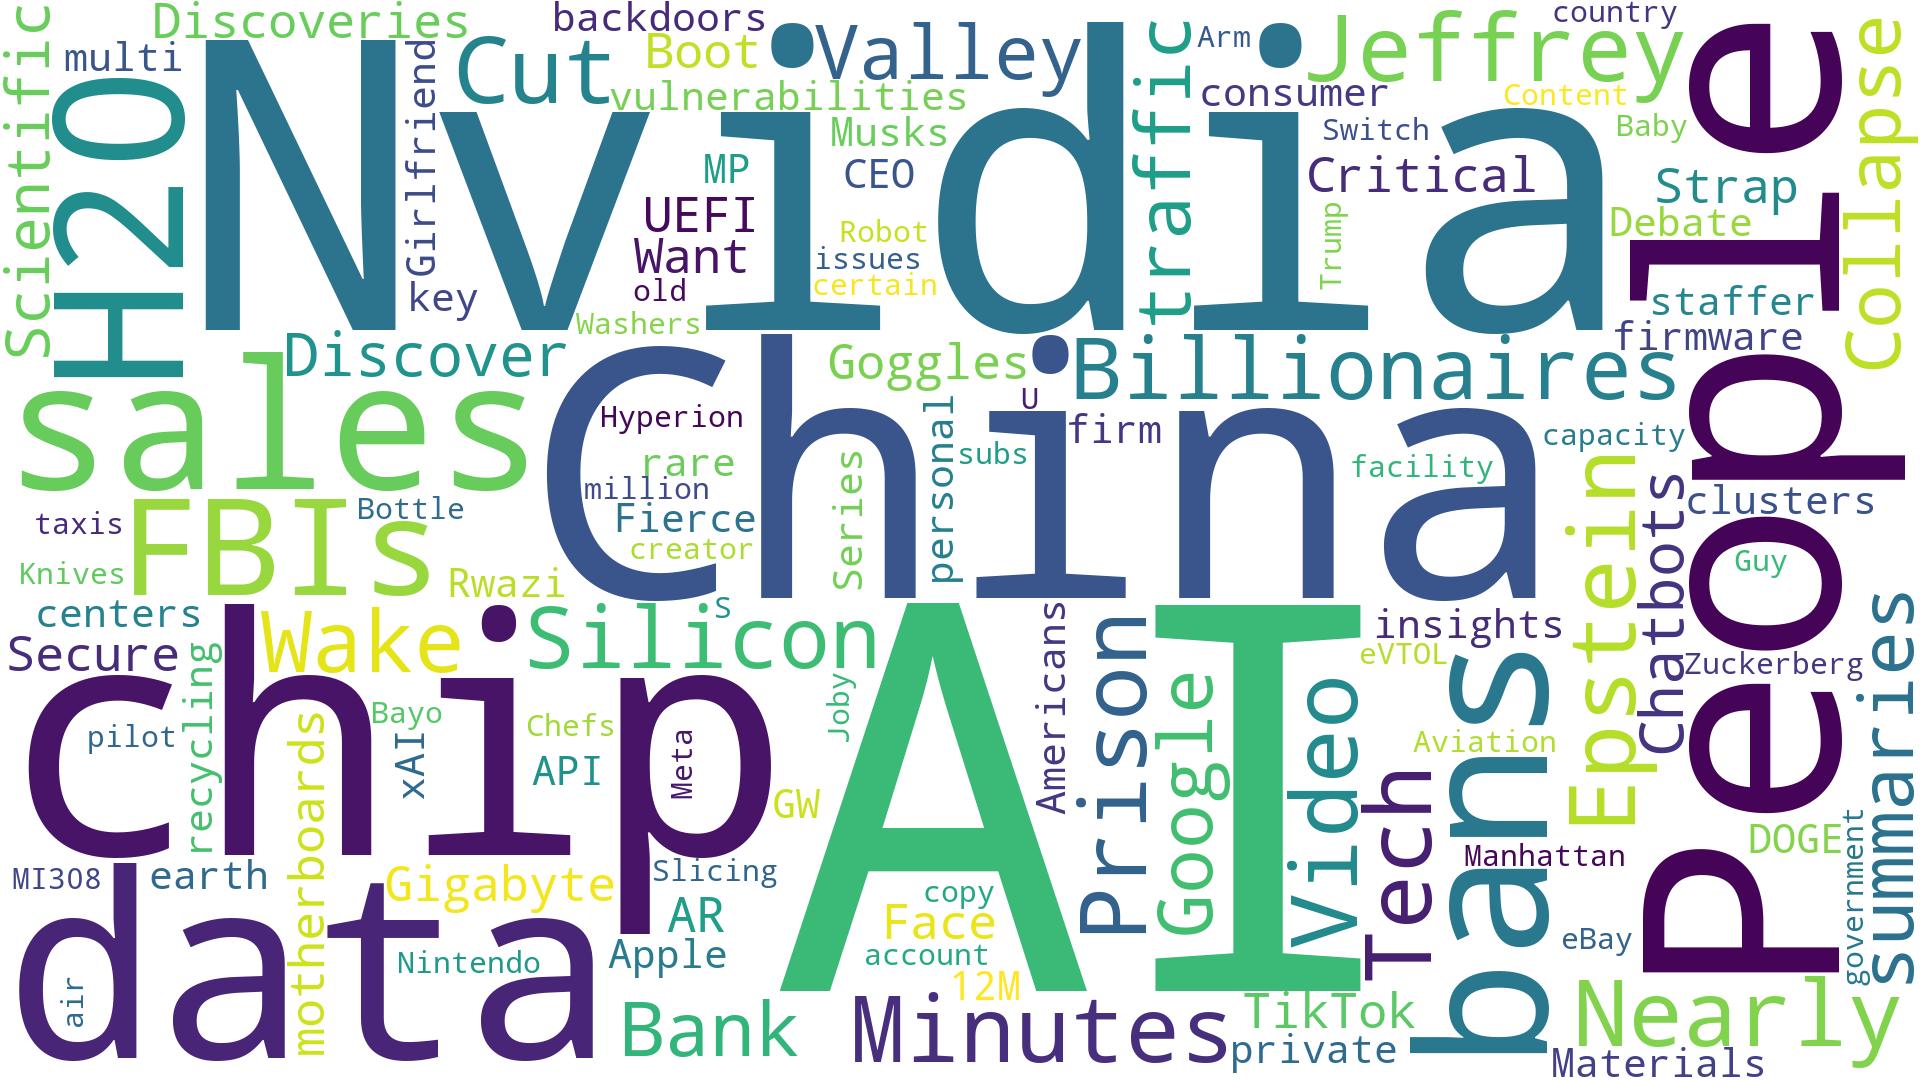 Scientific
Discoveries
multi
H2O
Nvidia
Girlfriend
Cut
key
backdoors
Boot
Valley
vulnerabilities
Musks
MP
CEO
UEFI
Want
old
Robot
issues
certain
Washers
traffic
Arm
Jeffrey
country
consumer
Content
Switch
Baby
Critical
Trump
Strap
Debate
staffer
firmware
People
Collapse
sales
Discover
China
Goggles
Billionaires
U
Hyperion
firm
personal
subs
rare
million
Series
Fierce
creator
capacity
facility
clusters
FBIs
Bottle
taxis
Knives
Rwazi
centers
Secure
Wake
Silicon
S
chip
recycling
pilot
motherboards
Bayo
xAI
Chefs
API
Meta
Joby
GW
AI
Americans
Prison
Google
Video
insights
eVTOL
Tech
Aviation
bans
Epstein
Chatbots
Guy
Zuckerberg
summaries
MI308
earth
data
air
Gigabyte
Nintendo
Slicing
AR
Apple
Bank
copy
Face
account
12M
Minutes
TikTok
private
Manhattan
eBay
DOGE
government
Nearly
Materials